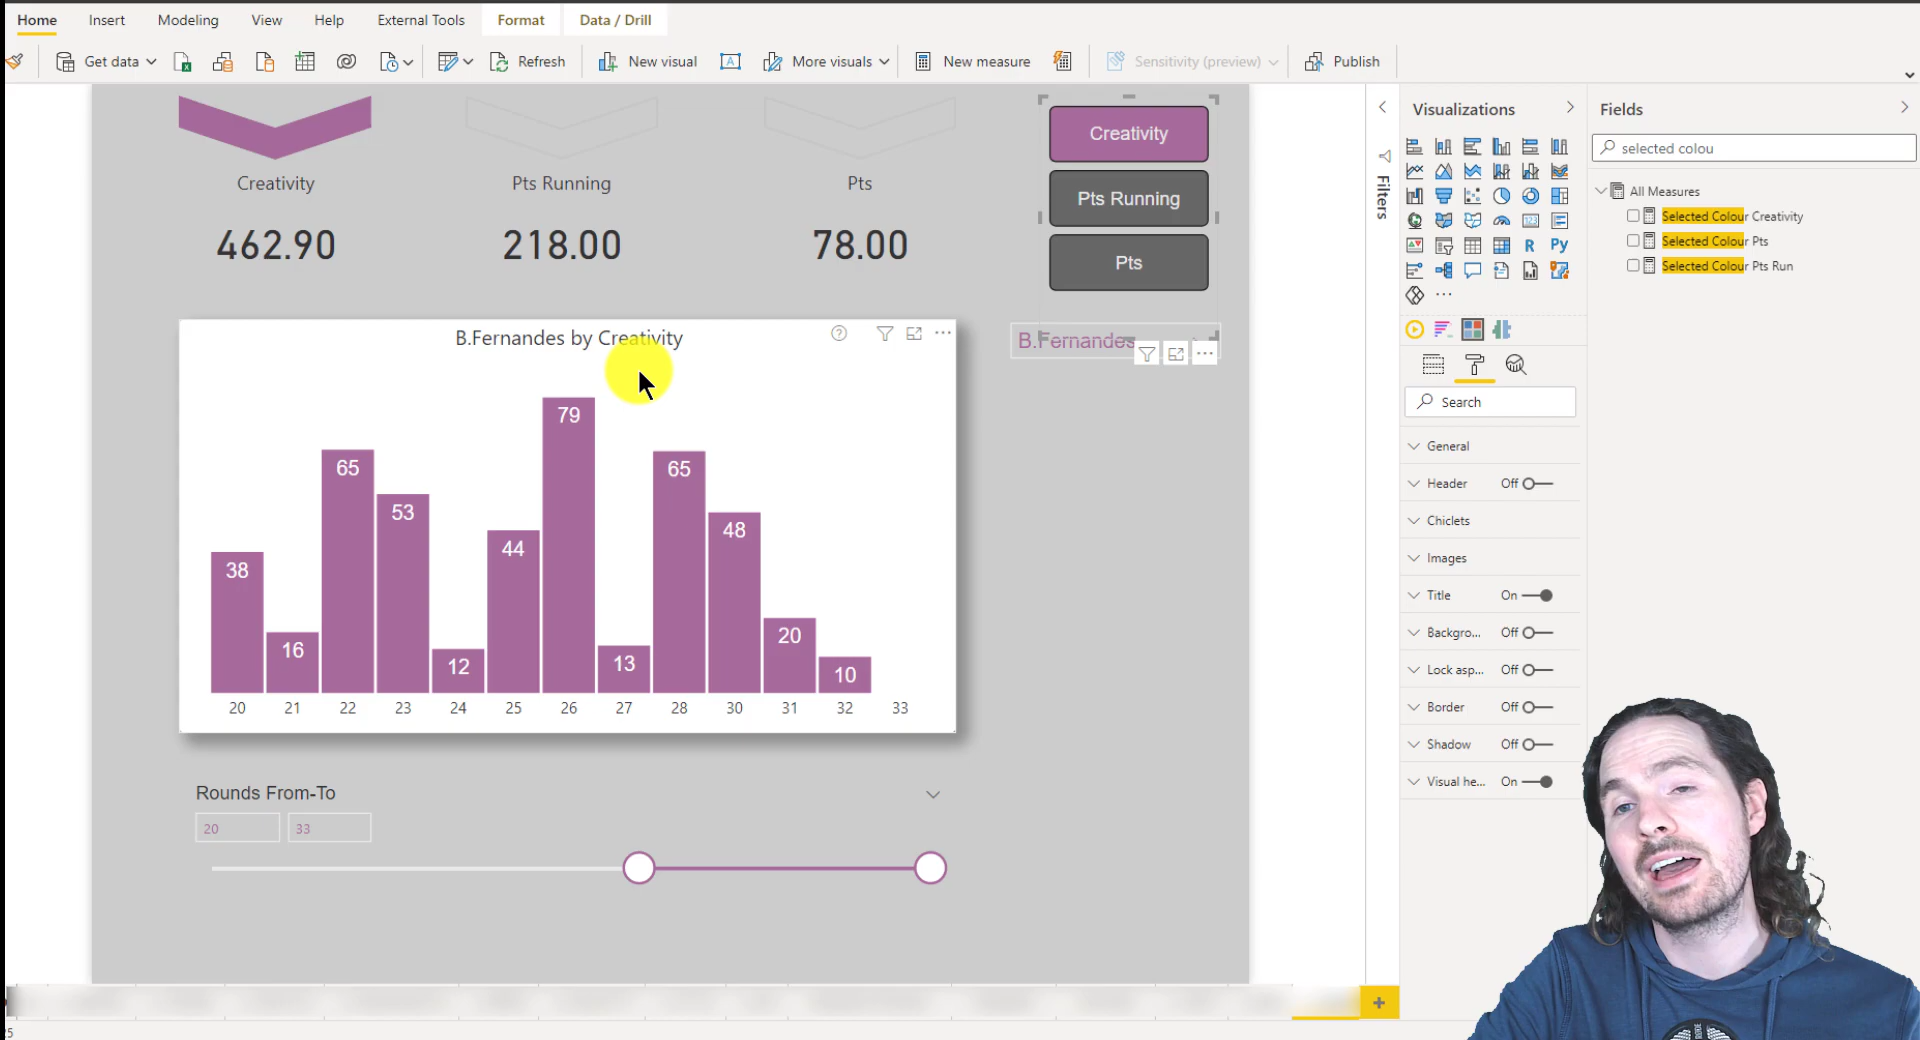 Home Insert Modeling View Help External Tools Format Data / Drill
Get data Refresh New visual More visuals New measure Sensitivity (preview) Publish
Creativity
462.90
Pts Running
218.00
Pts
78.00
Creativity
Pts Running
Pts
B.Fernandes
B.Fernandes by Creativity
79
65
65
53
48
44
38
20
16
13
12
10
20 21 22 23 24 25 26 27 28 30 31 32 33
Rounds From-To
20 33
Filters
Visualizations
R Py
Search
General
Header Off
Chiclets
Images
Title On
Backgro... Off
Lock asp... Off
Border Off
Shadow Off
Visual he... On
Fields
selected colou
All Measures
Selected Colour Creativity
Selected Colour Pts
Selected Colour Pts Run